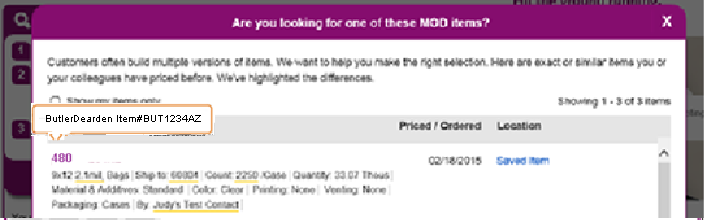 Are you looking for one of these MOD items?
X
Customers often build multiple versions of items. We want to help you make the right selection. Here are exact or similar items you or
your colleagues have priced before. We've highlighted the differences.
1
2
3
Show my items only
Showing 1 - 3 of 3 items
ButlerDearden Item#BUT1234AZ
Priced / Ordered Location
480
02/18/2015 Saved Item
9x12 2.1mil, Bags | Ship to: 60804 | Count: 2250 /Case | Quantity: 33.07 Thous |
Material & Additives: Standard | Color: Clear | Printing: None | Venting: None |
Packaging: Cases | By: Judy's Test Contact |